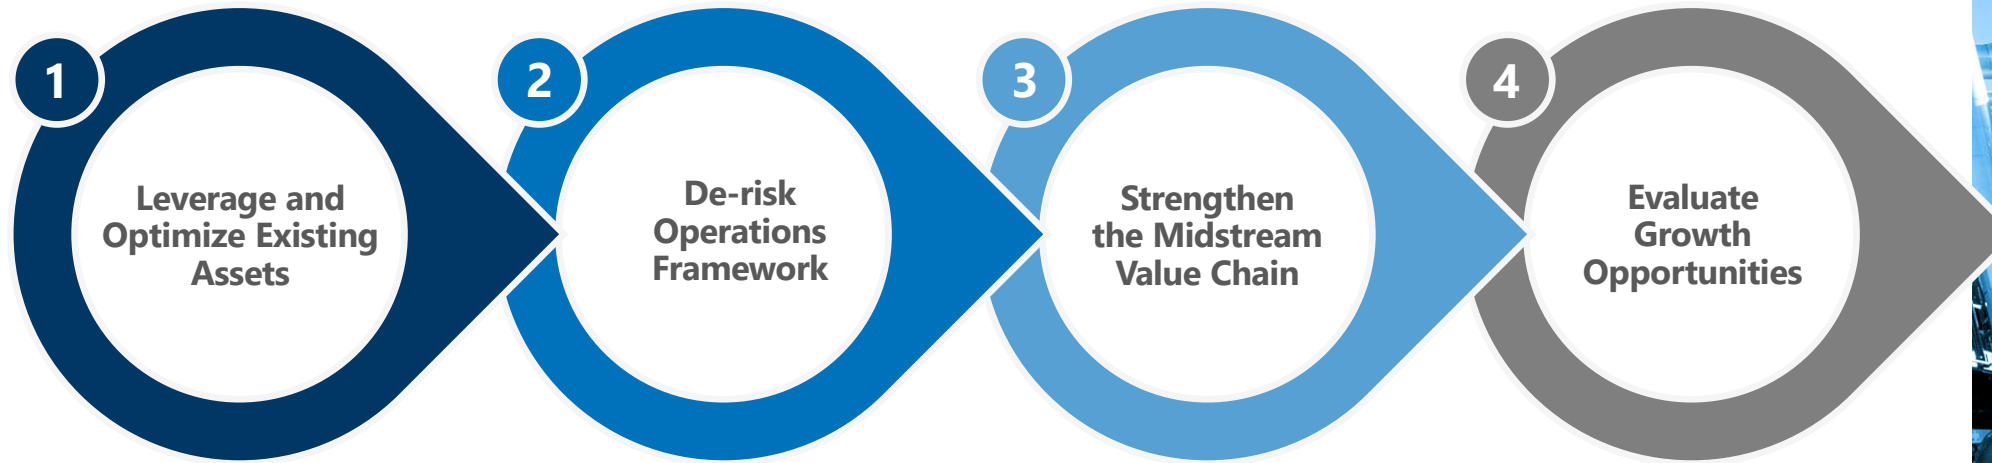 1
Leverage and
Optimize Existing
Assets
2
De-risk
Operations
Framework
3
Strengthen
the Midstream
Value Chain
4
Evaluate
Growth
Opportunities